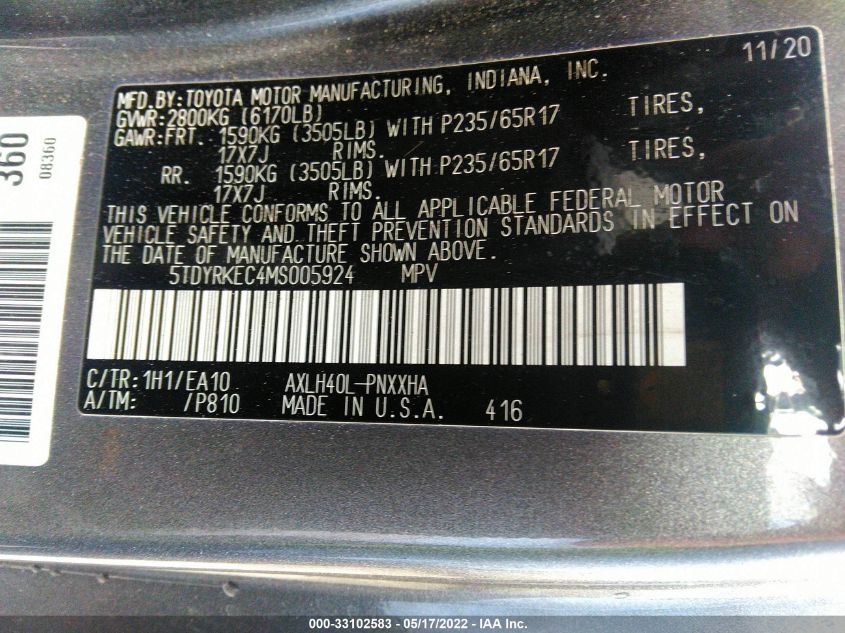 11/20
MFD.BY:TOYOTA MOTOR MANUFACTURING, INDIANA, INC.
GVWR:2800KG (6170LB)
GAWR:FRT. 1590KG (3505LB) WITH P235/65R17 TIRES,
17X7J RIMS.
RR. 1590KG (3505LB) WITH P235/65R17 TIRES,
17X7J RIMS.
THIS VEHICLE CONFORMS TO ALL APPLICABLE FEDERAL MOTOR
VEHICLE SAFETY AND THEFT PREVENTION STANDARDS IN EFFECT ON
THE DATE OF MANUFACTURE SHOWN ABOVE.
5TDYRKEC4MS005924 MPV
C/TR:1H1/EA10 AXLH40L-PNXXHA
A/TM: /P810 MADE IN U.S.A. 416
360
08360
000-33102583 - 05/17/2022 - IAA Inc.